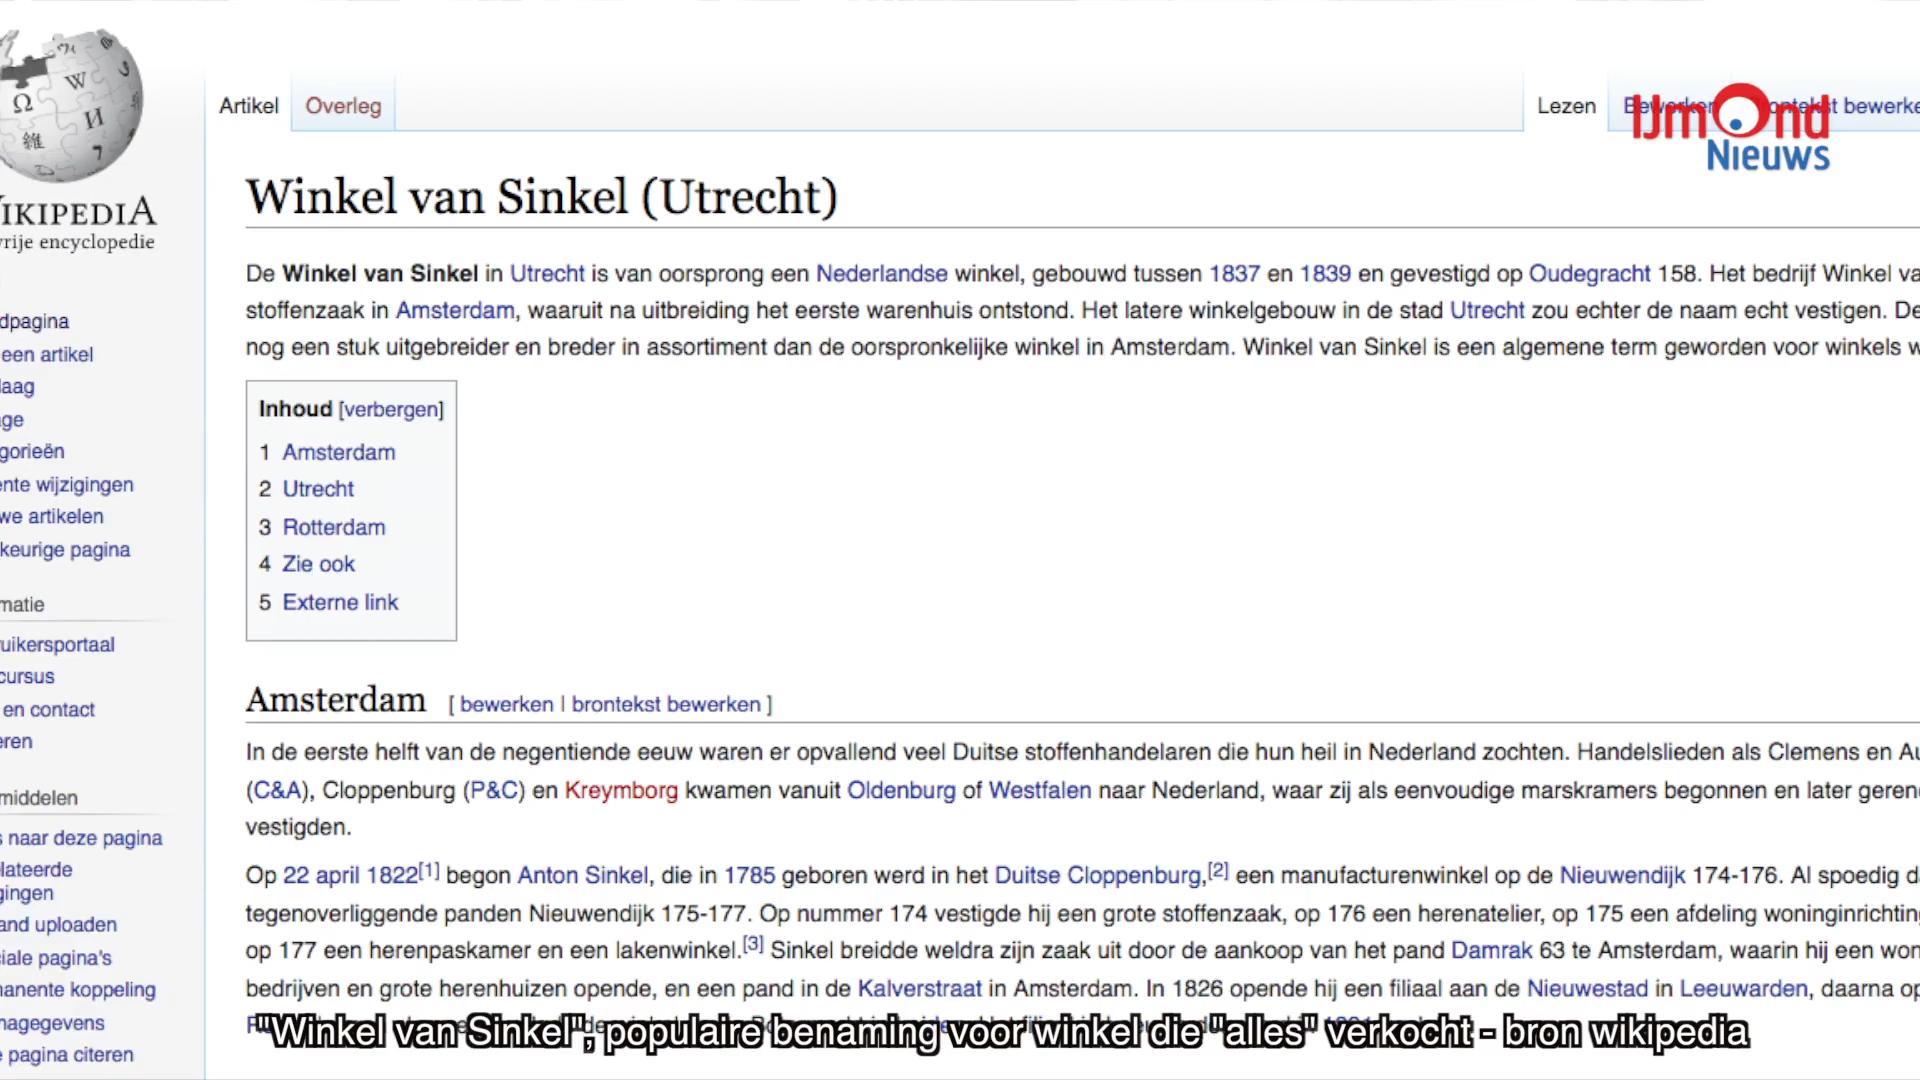 WIKIPEDIA
vrije encyclopedie
Artikel
Overleg
Lezen
Bewerken
brontekst bewerke
IJmond
Nieuws
Winkel van Sinkel (Utrecht)
De Winkel van Sinkel in Utrecht is van oorsprong een Nederlandse winkel, gebouwd tussen 1837 en 1839 en gevestigd op Oudegracht 158. Het bedrijf Winkel va
stoffenzaak in Amsterdam, waaruit na uitbreiding het eerste warenhuis ontstond. Het latere winkelgebouw in de stad Utrecht zou echter de naam echt vestigen. De
nog een stuk uitgebreider en breder in assortiment dan de oorspronkelijke winkel in Amsterdam. Winkel van Sinkel is een algemene term geworden voor winkels w
Inhoud [verbergen]
1 Amsterdam
2 Utrecht
3 Rotterdam
4 Zie ook
5 Externe link
dpagina
een artikel
laag
ge
gorieën
ente wijzigingen
we artikelen
keurige pagina
matie
uikersportaal
cursus
en contact
eren
middelen
s naar deze pagina
lateerde
gingen
and uploaden
ciale pagina's
nanente koppeling
nagegevens
e pagina citeren
Amsterdam [ bewerken | brontekst bewerken ]
In de eerste helft van de negentiende eeuw waren er opvallend veel Duitse stoffenhandelaren die hun heil in Nederland zochten. Handelslieden als Clemens en Au
(C&A), Cloppenburg (P&C) en Kreymborg kwamen vanuit Oldenburg of Westfalen naar Nederland, waar zij als eenvoudige marskramers begonnen en later geren
vestigden.
Op 22 april 1822[1] begon Anton Sinkel, die in 1785 geboren werd in het Duitse Cloppenburg,[2] een manufacturenwinkel op de Nieuwendijk 174-176. Al spoedig d
tegenoverliggende panden Nieuwendijk 175-177. Op nummer 174 vestigde hij een grote stoffenzaak, op 176 een herenatelier, op 175 een afdeling woninginrichting
op 177 een herenpaskamer en een lakenwinkel.[3] Sinkel breidde weldra zijn zaak uit door de aankoop van het pand Damrak 63 te Amsterdam, waarin hij een won
bedrijven en grote herenhuizen opende, en een pand in de Kalverstraat in Amsterdam. In 1826 opende hij een filiaal aan de Nieuwestad in Leeuwarden, daarna op
"Winkel van Sinkel", populaire benaming voor winkel die "alles" verkocht - bron wikipedia